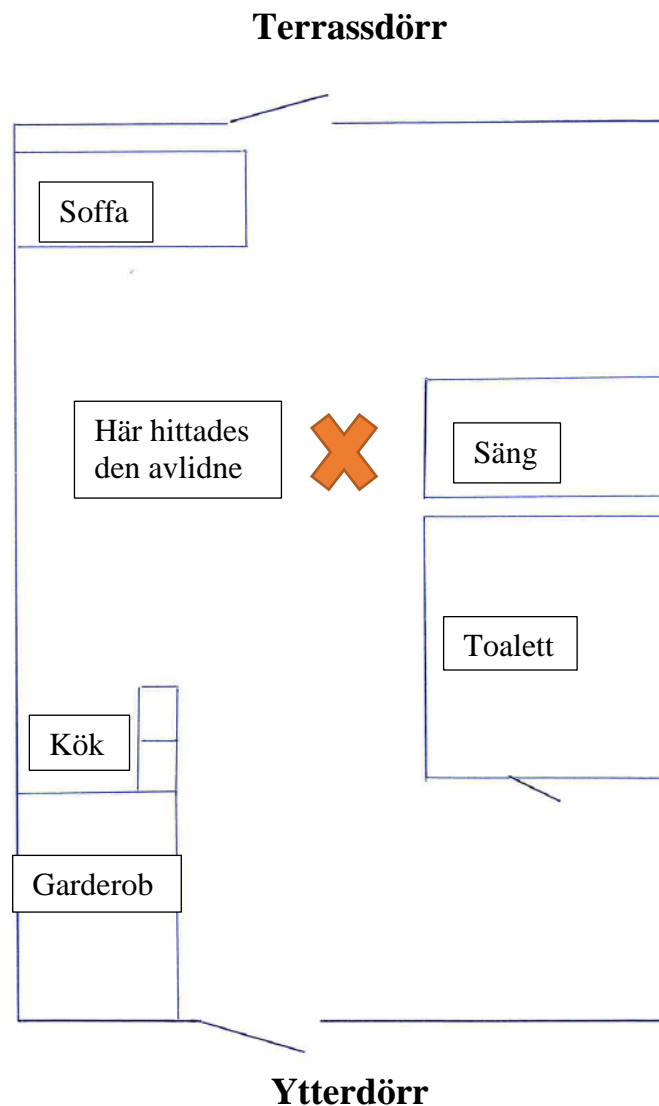 Terrassdörr
Soffa
Här hittades
den avlidne
Säng
Toalett
Kök
Garderob
Ytterdörr